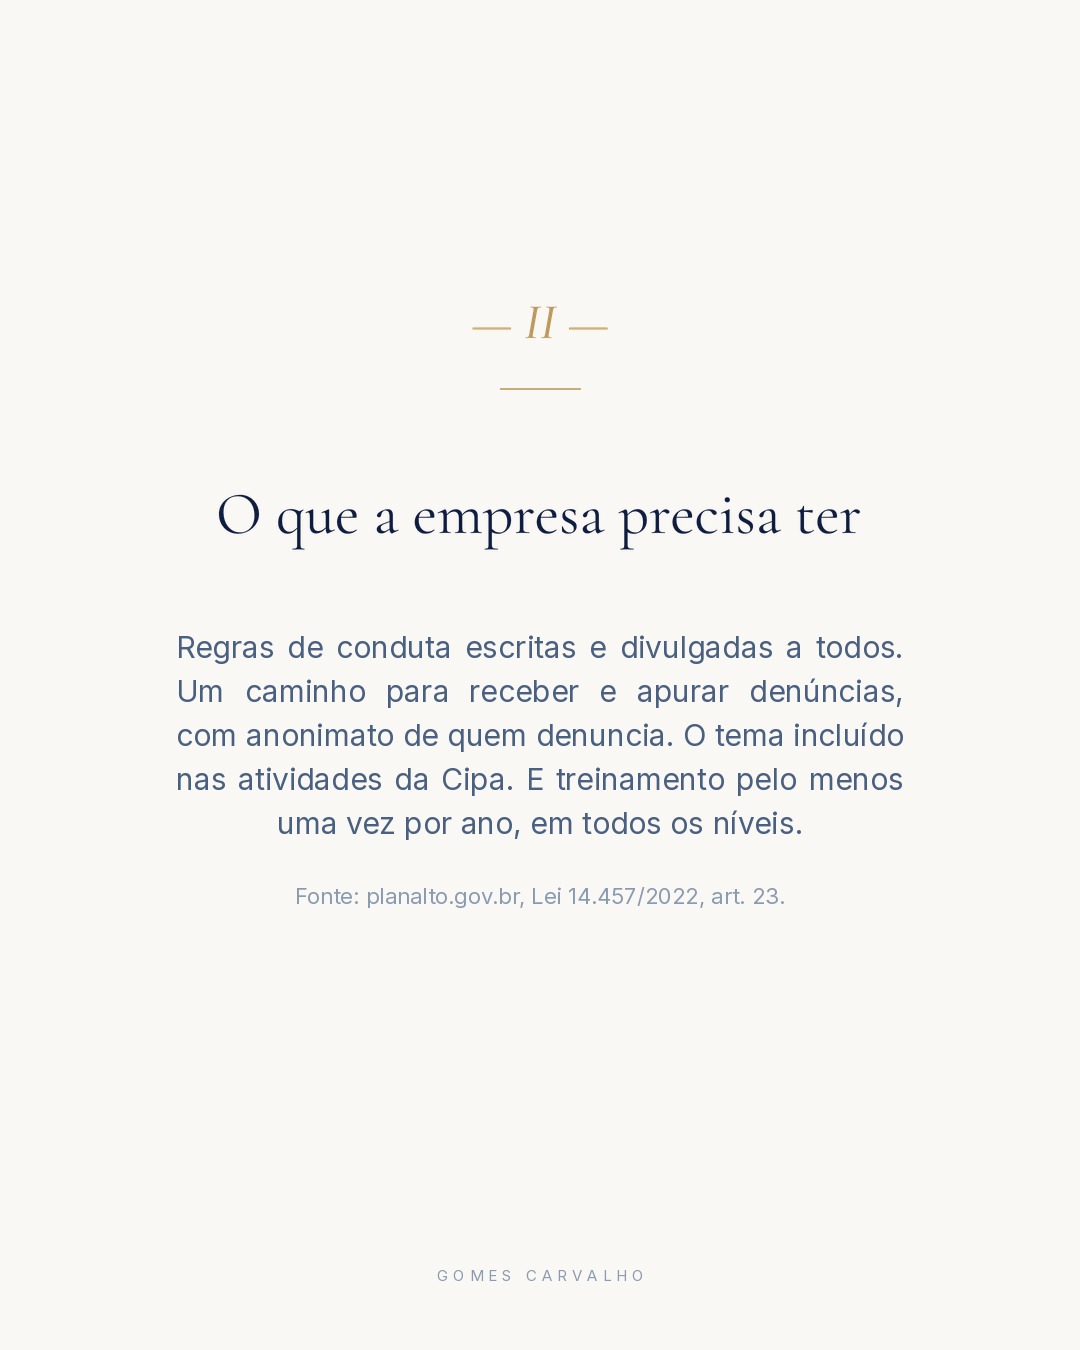 — II —
O que a empresa precisa ter
Regras de conduta escritas e divulgadas a todos.
Um caminho para receber e apurar denúncias,
com anonimato de quem denuncia. O tema incluído
nas atividades da Cipa. E treinamento pelo menos
uma vez por ano, em todos os níveis.
Fonte: planalto.gov.br, Lei 14.457/2022, art. 23.
GOMES CARVALHO